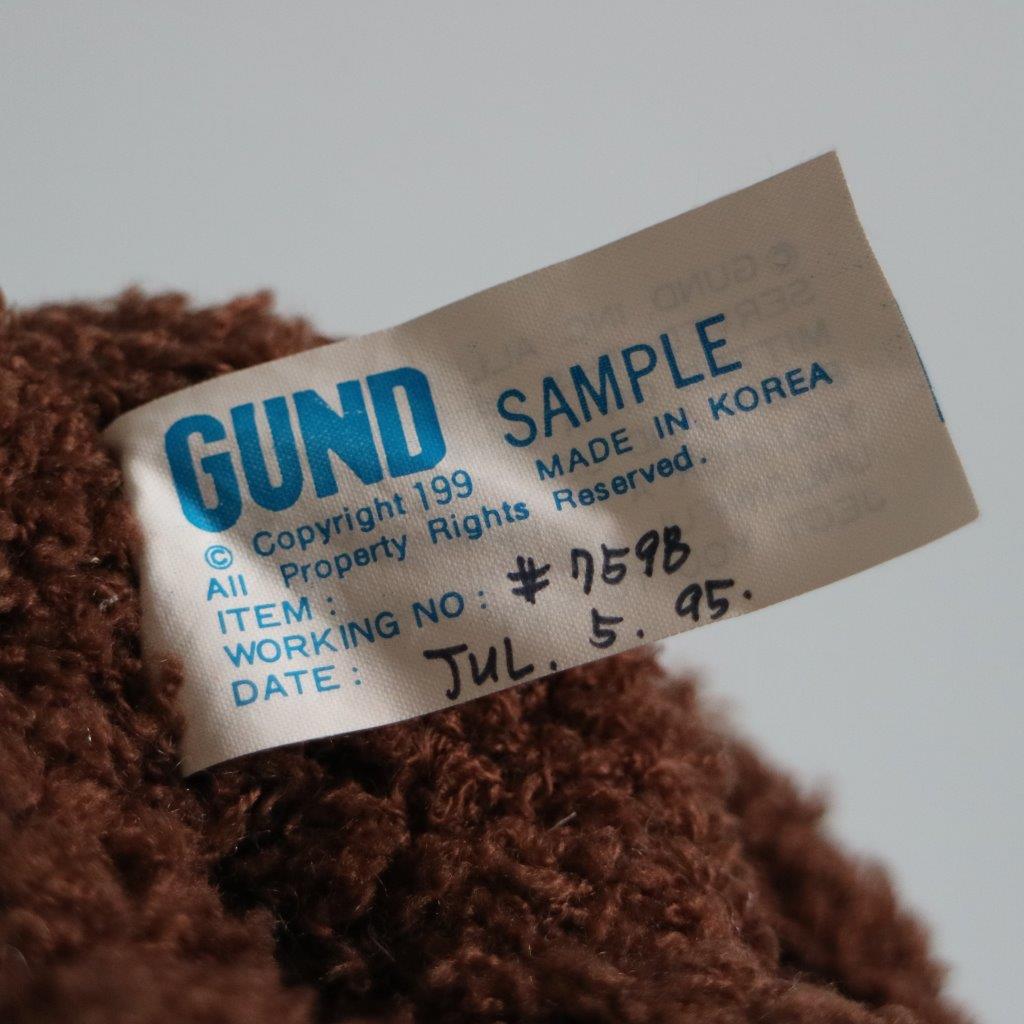 GUND SAMPLE
© Copyright 199 MADE IN KOREA
All Property Rights Reserved.
ITEM :
WORKING NO : # 7598
DATE : JUL. 5. 95.